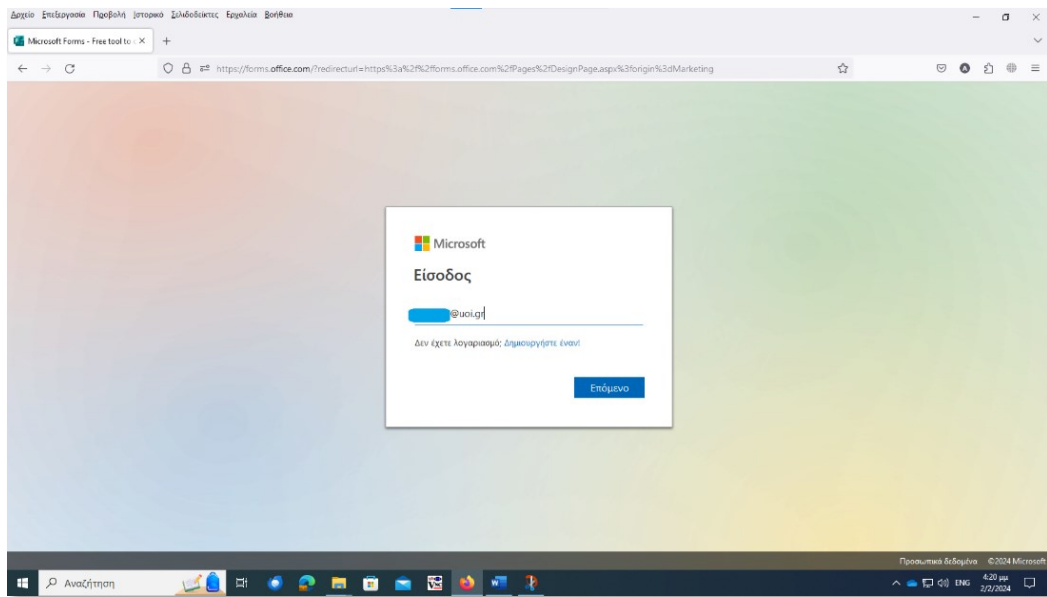 Αρχείο Επεξεργασία Προβολή Ιστορικό Σελιδοδείκτες Εργαλεία Βοήθεια
Microsoft Forms - Free tool to c
https://forms.office.com/?redirecturl=https%3a%2f%2fforms.office.com%2fPages%2fDesignPage.aspx%3forigin%3dMarketing
Microsoft
Είσοδος
@uoi.gr
Δεν έχετε λογαριασμό; Δημιουργήστε έναν!
Επόμενο
Προσωπικά δεδομένα ©2024 Microsoft
Αναζήτηση
ENG
4:20 μμ
2/2/2024